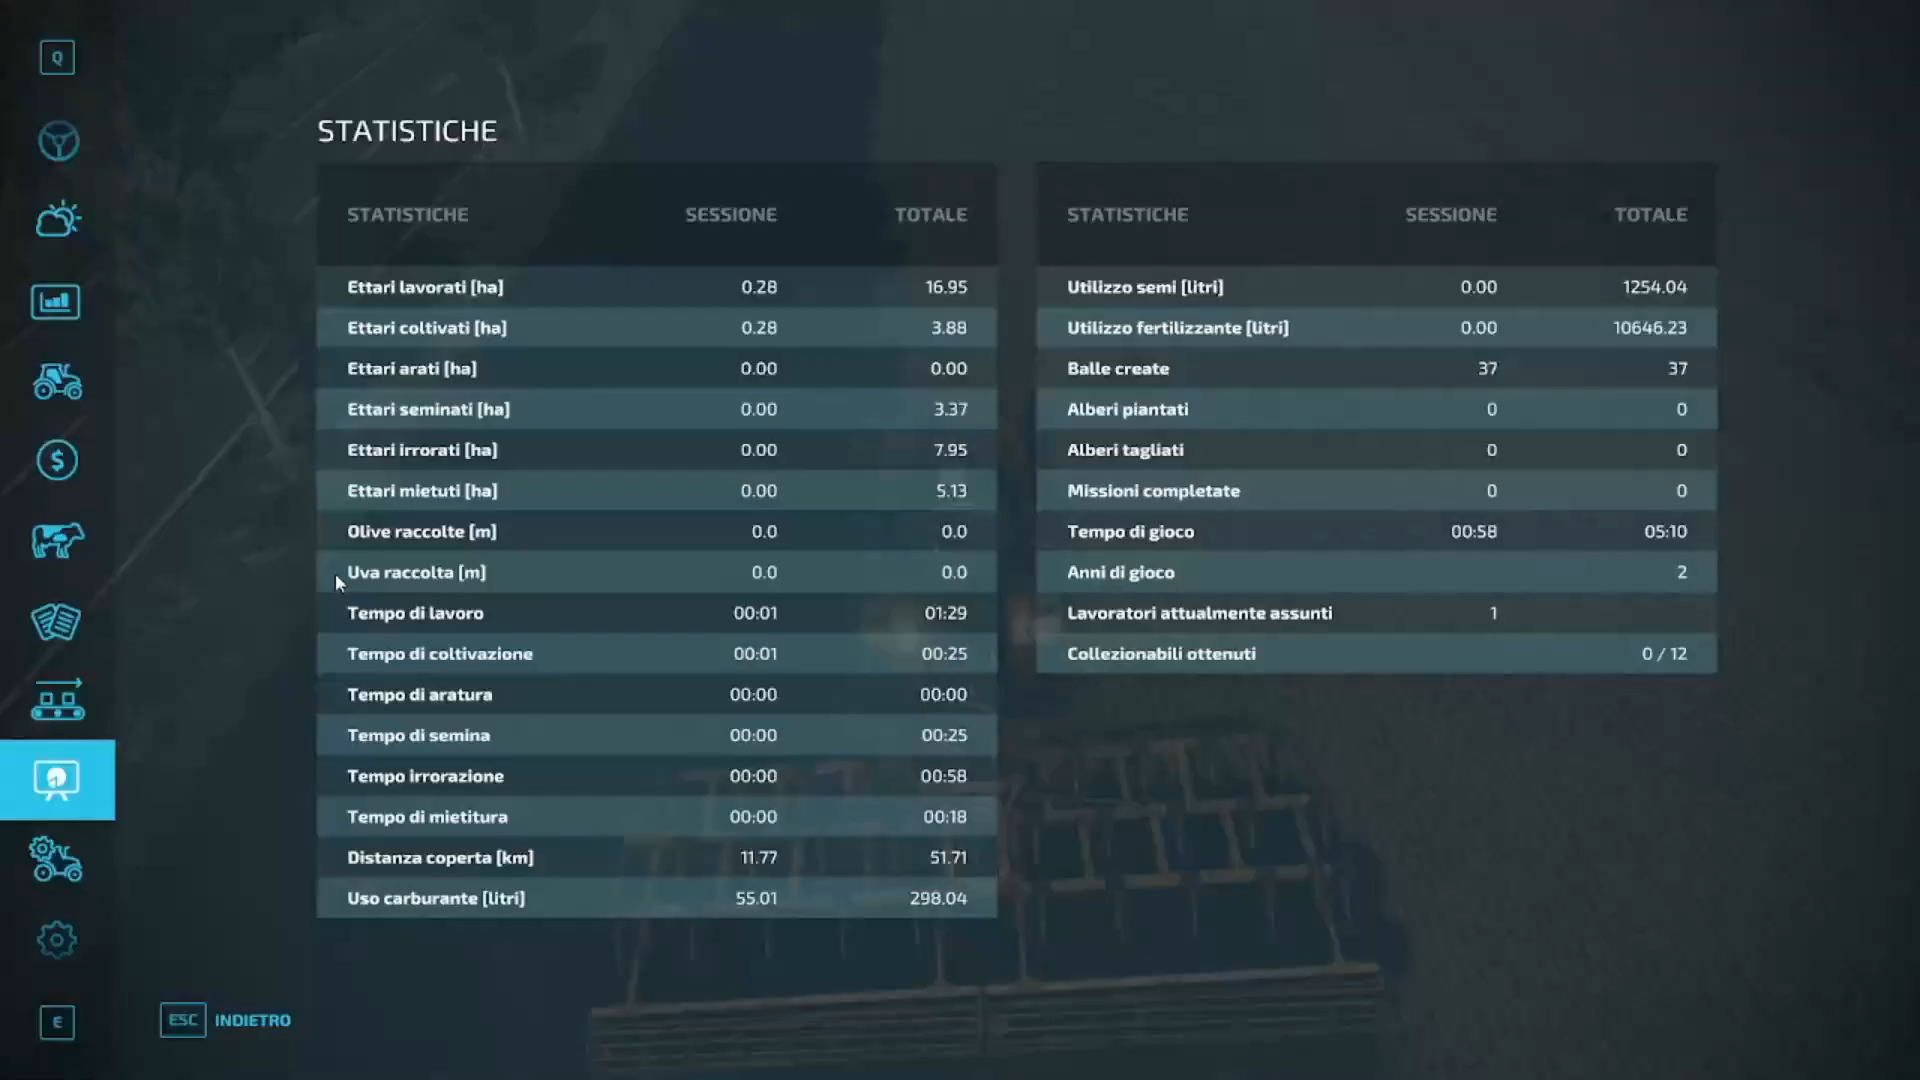 Q
STATISTICHE
STATISTICHE SESSIONE TOTALE
Ettari lavorati [ha] 0.28 16.95
Ettari coltivati [ha] 0.28 3.88
Ettari arati [ha] 0.00 0.00
Ettari seminati [ha] 0.00 3.37
Ettari irrorati [ha] 0.00 7.95
Ettari mietuti [ha] 0.00 5.13
Olive raccolte [m] 0.0 0.0
Uva raccolta [m] 0.0 0.0
Tempo di lavoro 00:01 01:29
Tempo di coltivazione 00:01 00:25
Tempo di aratura 00:00 00:00
Tempo di semina 00:00 00:25
Tempo irrorazione 00:00 00:58
Tempo di mietitura 00:00 00:18
Distanza coperta [km] 11.77 51.71
Uso carburante [litri] 55.01 298.04
STATISTICHE SESSIONE TOTALE
Utilizzo semi [litri] 0.00 1254.04
Utilizzo fertilizzante [litri] 0.00 10646.23
Balle create 37 37
Alberi piantati 0 0
Alberi tagliati 0 0
Missioni completate 0 0
Tempo di gioco 00:58 05:10
Anni di gioco 2
Lavoratori attualmente assunti 1
Collezionabili ottenuti 0 / 12
E
ESC INDIETRO